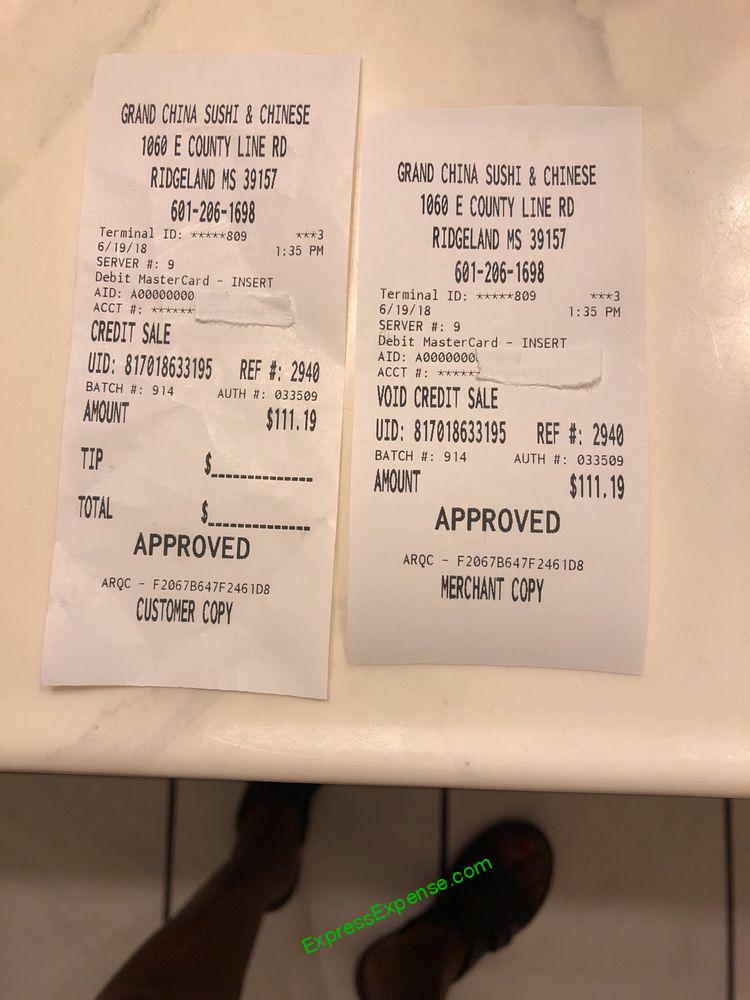 GRAND CHINA SUSHI & CHINESE
1060 E COUNTY LINE RD
RIDGELAND MS 39157
601-206-1698
Terminal ID: *****809 ***3
6/19/18 1:35 PM
SERVER #: 9
Debit MasterCard - INSERT
AID: A00000000
ACCT #: ******
CREDIT SALE
UID: 817018633195 REF #: 2940
BATCH #: 914 AUTH #: 033509
AMOUNT $111.19
TIP $____________
TOTAL $____________
APPROVED
ARQC - F2067B647F2461D8
CUSTOMER COPY
GRAND CHINA SUSHI & CHINESE
1060 E COUNTY LINE RD
RIDGELAND MS 39157
601-206-1698
Terminal ID: *****809 ***3
6/19/18 1:35 PM
SERVER #: 9
Debit MasterCard - INSERT
AID: A0000000
ACCT #: ******
VOID CREDIT SALE
UID: 817018633195 REF #: 2940
BATCH #: 914 AUTH #: 033509
AMOUNT $111.19
APPROVED
ARQC - F2067B647F2461D8
MERCHANT COPY
ExpressExpense.com